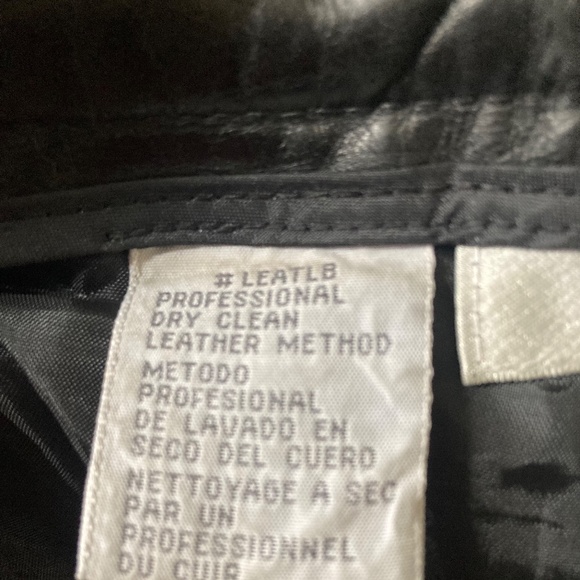 # LEATLB
PROFESSIONAL
DRY CLEAN
LEATHER METHOD
METODO
PROFESIONAL
DE LAVADO EN
SECO DEL CUERO
NETTOYAGE A SEC
PAR UN
PROFESSIONNEL
DU CUIR